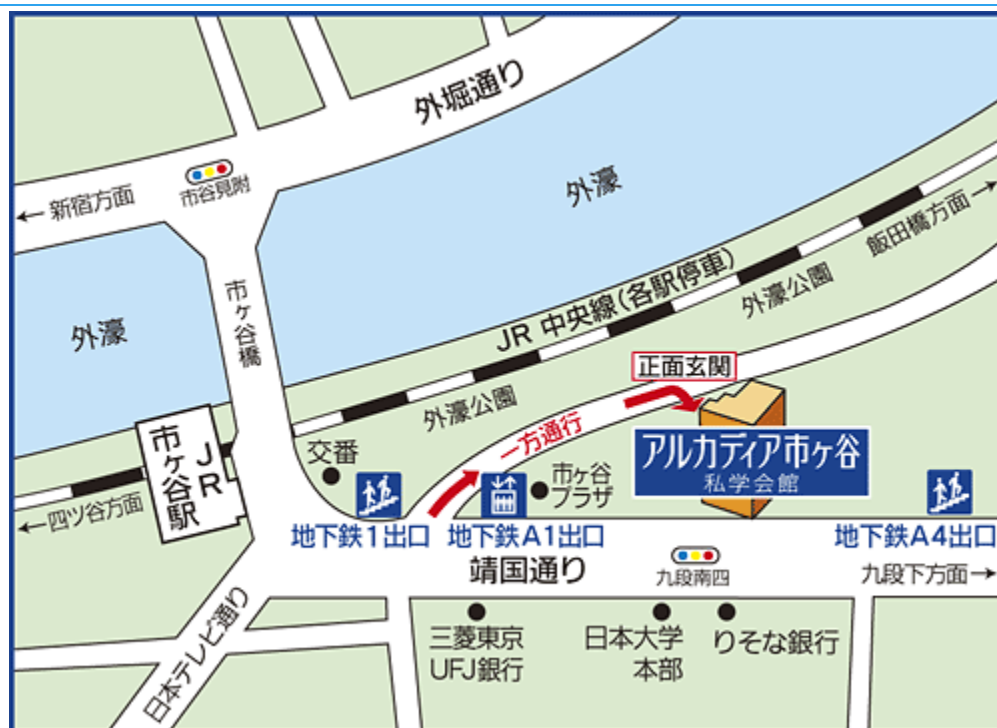 外堀通り
← 新宿方面
市谷見附
外濠
飯田橋方面 →
市ヶ谷橋
外濠
JR 中央線(各駅停車)
外濠公園
正面玄関
外濠公園
一方通行
JR
市ヶ谷駅
交番
市ヶ谷
プラザ
アルカディア市ヶ谷
私学会館
← 四ツ谷方面
地下鉄1出口
地下鉄A1出口
地下鉄A4出口
靖国通り
九段南四
九段下方面→
日本テレビ通り
三菱東京
UFJ銀行
日本大学
本部
りそな銀行